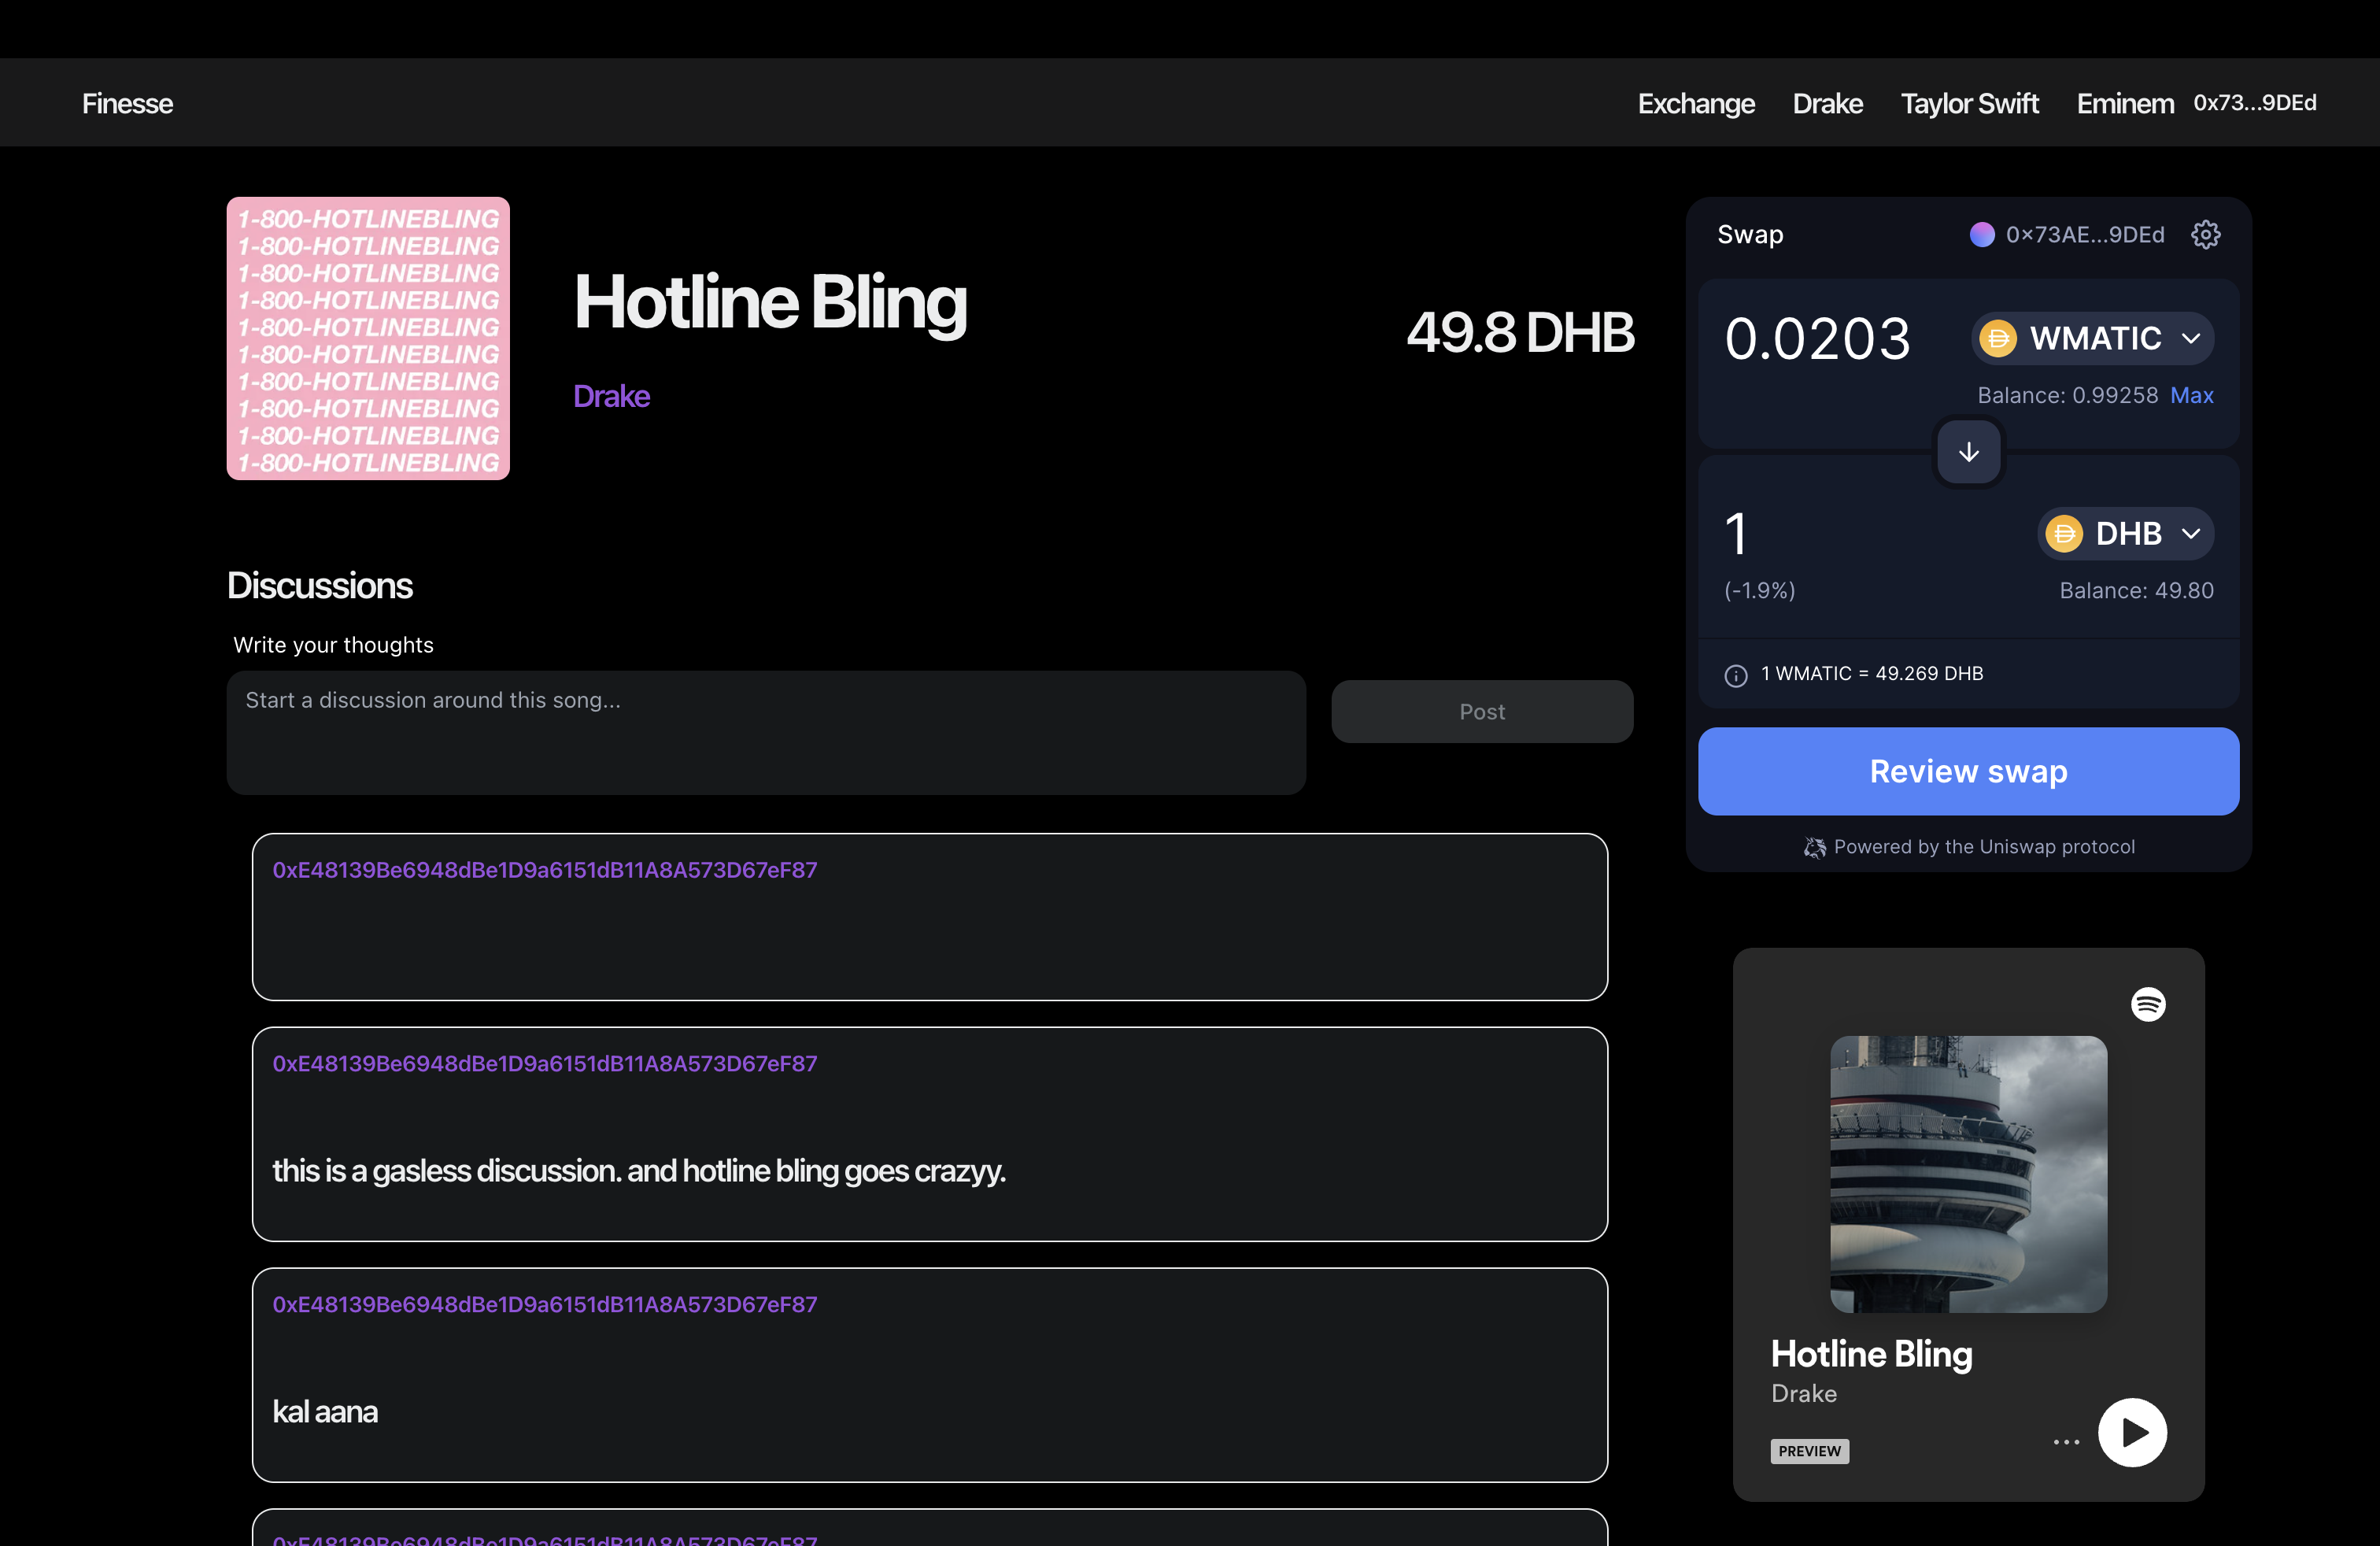 Finesse
Exchange
Drake
Taylor Swift
Eminem
0x73...9DEd
1-800-HOTLINEBLING
1-800-HOTLINEBLING
1-800-HOTLINEBLING
1-800-HOTLINEBLING
1-800-HOTLINEBLING
1-800-HOTLINEBLING
1-800-HOTLINEBLING
1-800-HOTLINEBLING
1-800-HOTLINEBLING
1-800-HOTLINEBLING
Hotline Bling
Drake
49.8 DHB
Discussions
Write your thoughts
Start a discussion around this song...
Post
0xE48139Be6948dBe1D9a6151dB11A8A573D67eF87
0xE48139Be6948dBe1D9a6151dB11A8A573D67eF87
this is a gasless discussion. and hotline bling goes crazyy.
0xE48139Be6948dBe1D9a6151dB11A8A573D67eF87
kal aana
0xE48139Be6948dBe1D9a6151dB11A8A573D67eF87
Swap
0x73AE...9DEd
0.0203
WMATIC
Balance: 0.99258 Max
1
DHB
(-1.9%)
Balance: 49.80
1 WMATIC = 49.269 DHB
Review swap
Powered by the Uniswap protocol
Hotline Bling
Drake
PREVIEW